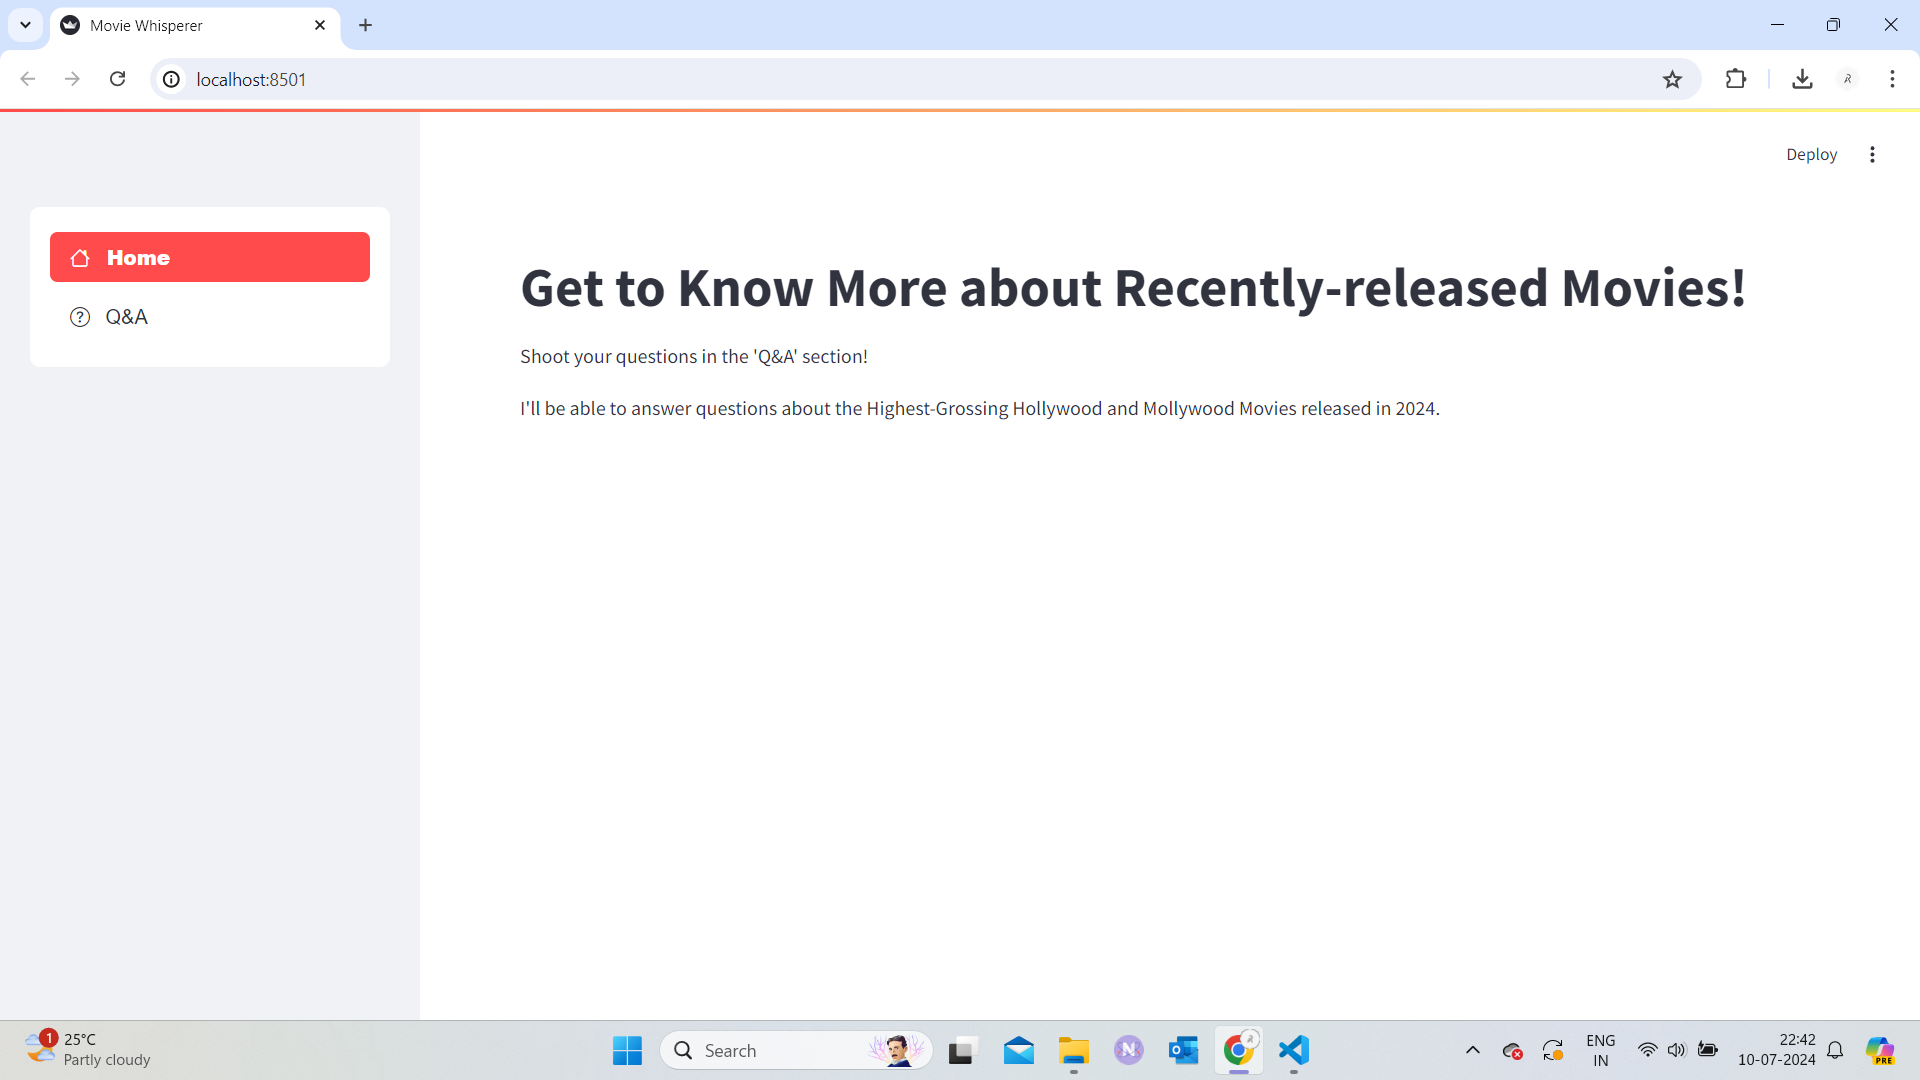 Movie Whisperer
localhost:8501
Deploy
Home
Q&A
Get to Know More about Recently-released Movies!
Shoot your questions in the 'Q&A' section!
I'll be able to answer questions about the Highest-Grossing Hollywood and Mollywood Movies released in 2024.
1
25°C
Partly cloudy
Search
N
ENG
IN
22:42
10-07-2024
PRE